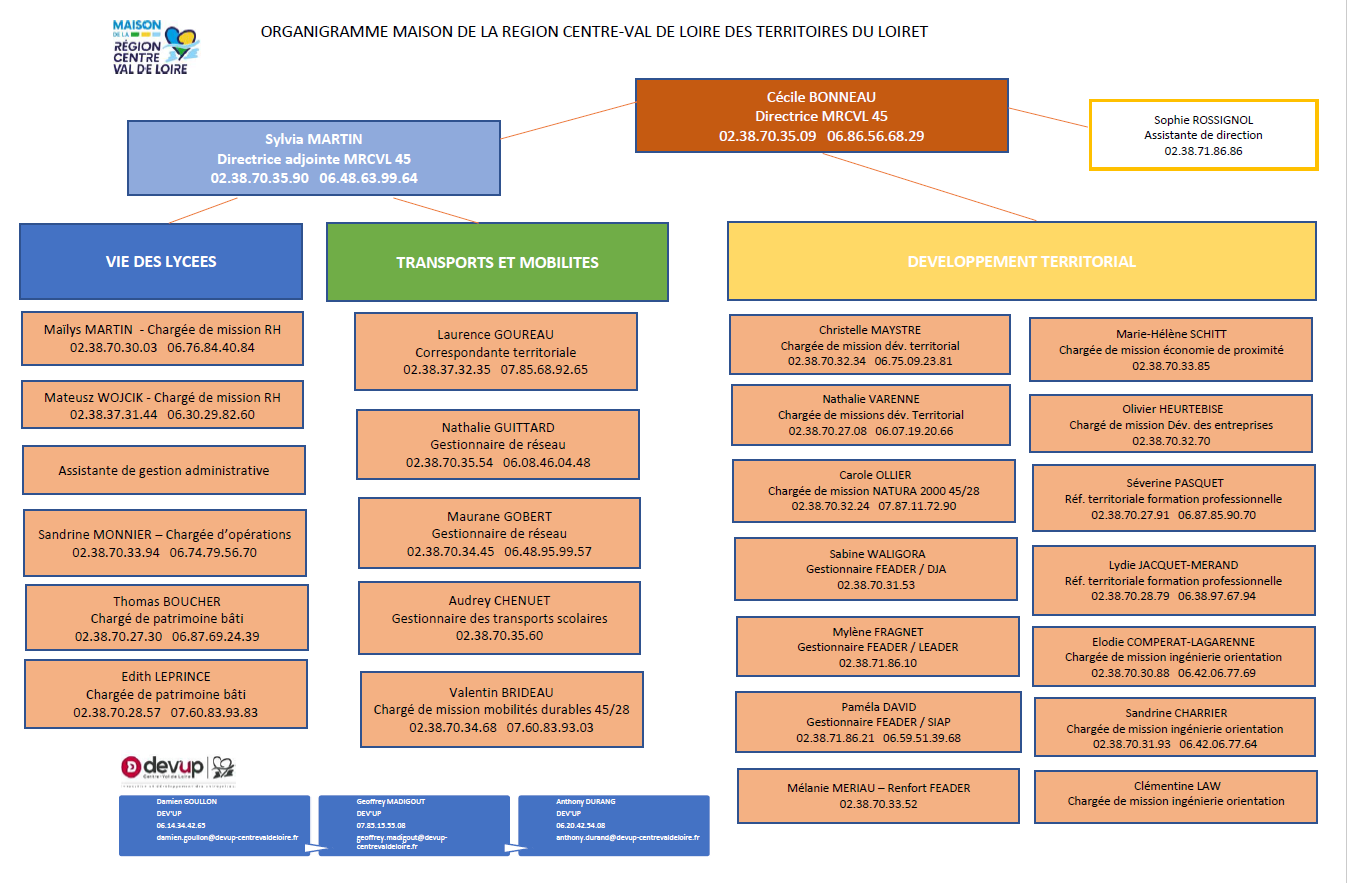 MAISON
DE LA
RÉGION
CENTRE
VAL DE LOIRE
ORGANIGRAMME MAISON DE LA REGION CENTRE-VAL DE LOIRE DES TERRITOIRES DU LOIRET
Cécile BONNEAU
Directrice MRCVL 45
02.38.70.35.09 06.86.56.68.29
Sophie ROSSIGNOL
Assistante de direction
02.38.71.86.86
Sylvia MARTIN
Directrice adjointe MRCVL 45
02.38.70.35.90 06.48.63.99.64
VIE DES LYCEES
Maïlys MARTIN - Chargée de mission RH
02.38.70.30.03 06.76.84.40.84
Mateusz WOJCIK - Chargé de mission RH
02.38.37.31.44 06.30.29.82.60
Assistante de gestion administrative
Sandrine MONNIER – Chargée d’opérations
02.38.70.33.94 06.74.79.56.70
Thomas BOUCHER
Chargé de patrimoine bâti
02.38.70.27.30 06.87.69.24.39
Edith LEPRINCE
Chargée de patrimoine bâti
02.38.70.28.57 07.60.83.93.83
TRANSPORTS ET MOBILITES
Laurence GOUREAU
Correspondante territoriale
02.38.37.32.35 07.85.68.92.65
Nathalie GUITTARD
Gestionnaire de réseau
02.38.70.35.54 06.08.46.04.48
Maurane GOBERT
Gestionnaire de réseau
02.38.70.34.45 06.48.95.99.57
Audrey CHENUET
Gestionnaire des transports scolaires
02.38.70.35.60
Valentin BRIDEAU
Chargé de mission mobilités durables 45/28
02.38.70.34.68 07.60.83.93.03
DEVELOPPEMENT TERRITORIAL
Christelle MAYSTRE
Chargée de mission dév. territorial
02.38.70.32.34 06.75.09.23.81
Nathalie VARENNE
Chargée de missions dév. Territorial
02.38.70.27.08 06.07.19.20.66
Carole OLLIER
Chargée de mission NATURA 2000 45/28
02.38.70.32.24 07.87.11.72.90
Sabine WALIGORA
Gestionnaire FEADER / DJA
02.38.70.31.53
Mylène FRAGNET
Gestionnaire FEADER / LEADER
02.38.71.86.10
Paméla DAVID
Gestionnaire FEADER / SIAP
02.38.71.86.21 06.59.51.39.68
Mélanie MERIAU – Renfort FEADER
02.38.70.33.52
Marie-Hélène SCHITT
Chargée de mission économie de proximité
02.38.70.33.85
Olivier HEURTEBISE
Chargé de mission Dév. des entreprises
02.38.70.32.70
Séverine PASQUET
Réf. territoriale formation professionnelle
02.38.70.27.91 06.87.85.90.70
Lydie JACQUET-MERAND
Réf. territoriale formation professionnelle
02.38.70.28.79 06.38.97.67.94
Elodie COMPERAT-LAGARENNE
Chargée de mission ingénierie orientation
02.38.70.30.88 06.42.06.77.69
Sandrine CHARRIER
Chargée de mission ingénierie orientation
02.38.70.31.93 06.42.06.77.64
Clémentine LAW
Chargée de mission ingénierie orientation
devup
Centre-Val de Loire
Damien GOULLON
DEV'UP
06.14.34.42.65
damien.goullon@devup-centrevaldeloire.fr
Geoffrey MADIGOUT
DEV'UP
07.85.15.55.08
geoffrey.madigout@devup-
centrevaldeloire.fr
Anthony DURANG
DEV'UP
06.20.42.54.08
anthony.durand@devup-centrevaldeloire.fr